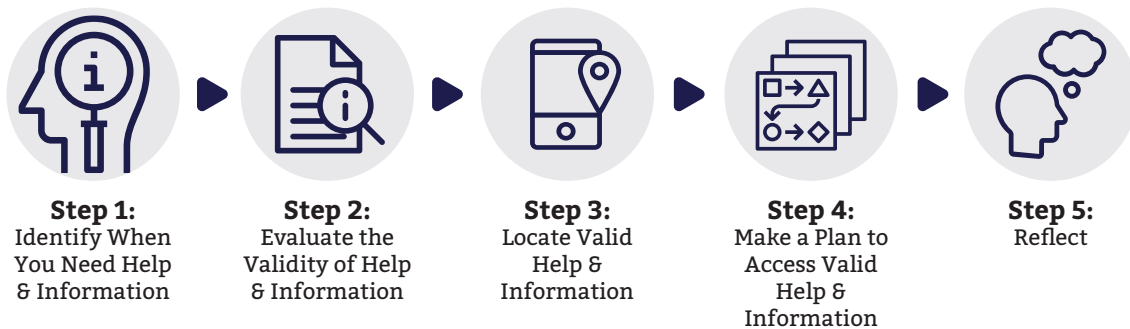 i
i
Step 1:
Identify When
You Need Help
& Information
Step 2:
Evaluate the
Validity of Help
& Information
Step 3:
Locate Valid
Help &
Information
Step 4:
Make a Plan to
Access Valid
Help &
Information
Step 5:
Reflect